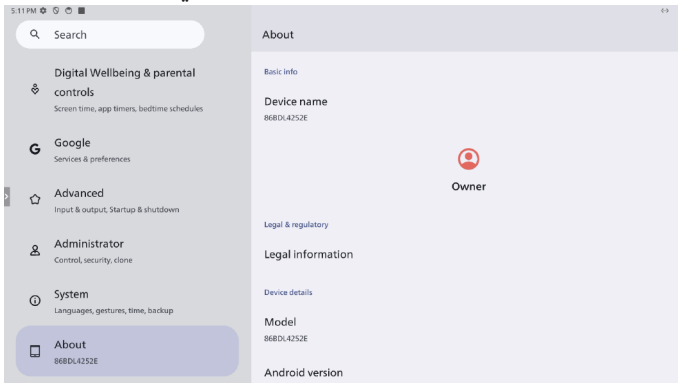 5:11 PM
Search
Digital Wellbeing & parental
controls
Screen time, app timers, bedtime schedules
Google
Services & preferences
Advanced
Input & output, Startup & shutdown
Administrator
Control, security, clone
System
Languages, gestures, time, backup
About
86BDL4252E
About
Basic info
Device name
86BDL4252E
Owner
Legal & regulatory
Legal information
Device details
Model
86BDL4252E
Android version